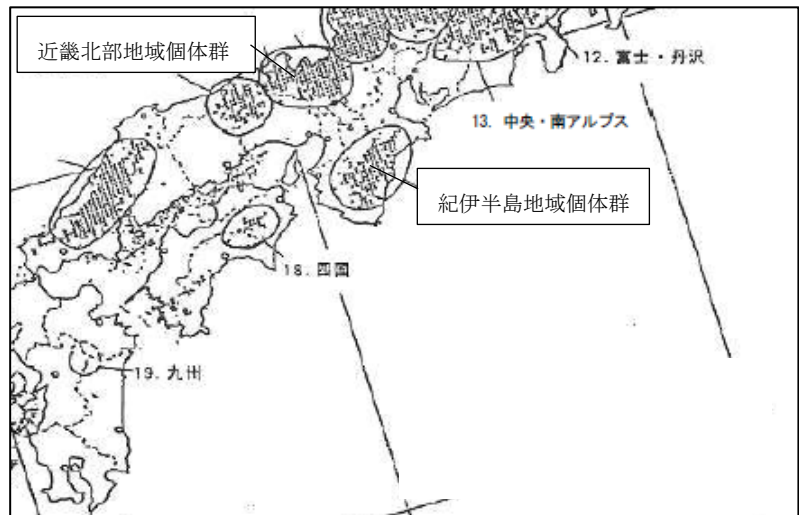 近畿北部地域個体群
12. 富士・丹沢
13. 中央・南アルプス
紀伊半島地域個体群
18. 四国
19. 九州